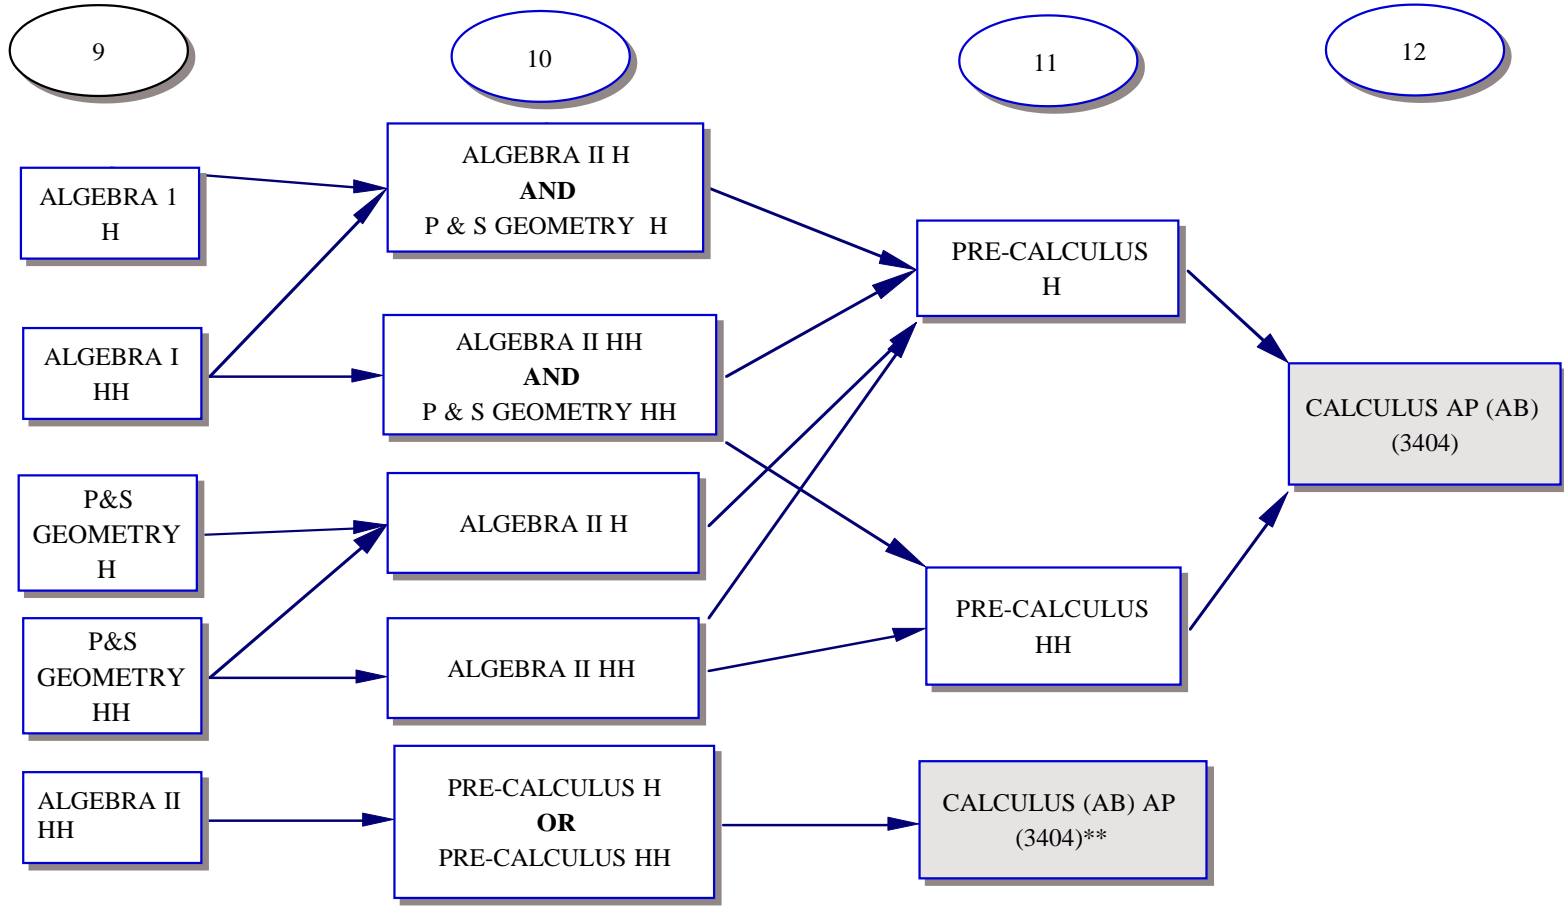 9
10
11
12
ALGEBRA 1
H
ALGEBRA I
HH
P&S
GEOMETRY
H
P&S
GEOMETRY
HH
ALGEBRA II
HH
ALGEBRA II H
AND
P & S GEOMETRY H
ALGEBRA II HH
AND
P & S GEOMETRY HH
ALGEBRA II H
ALGEBRA II HH
PRE-CALCULUS H
OR
PRE-CALCULUS HH
PRE-CALCULUS
H
PRE-CALCULUS
HH
CALCULUS (AB) AP
(3404)**
CALCULUS AP (AB)
(3404)